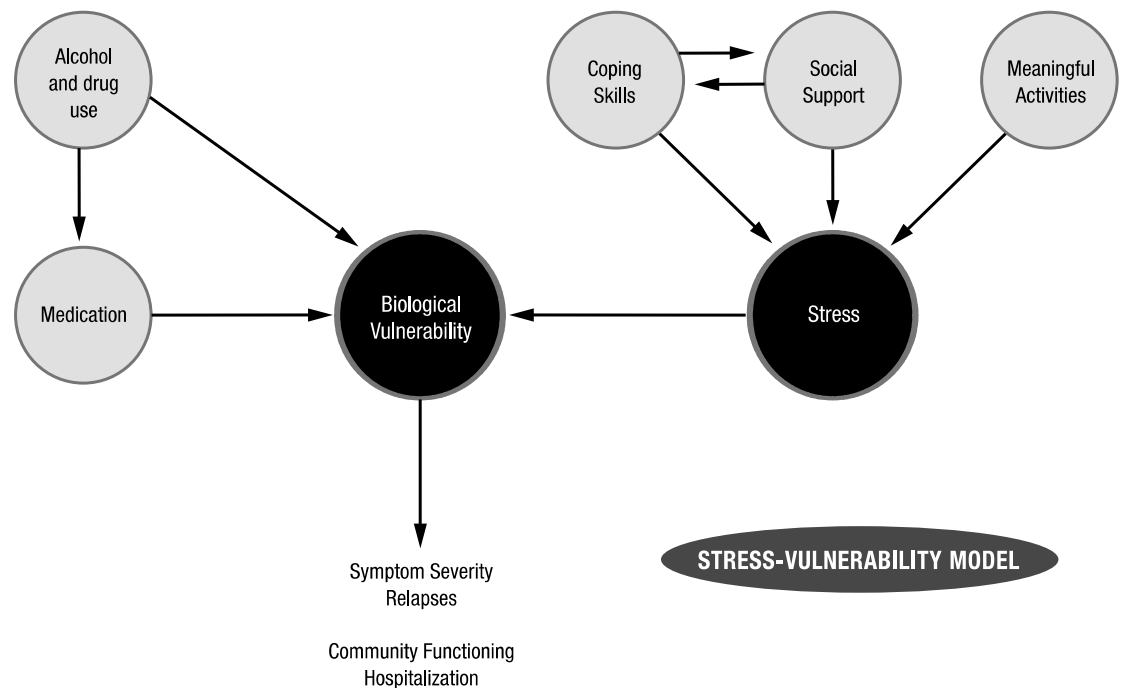 Alcohol
and drug
use
Coping
Skills
Social
Support
Meaningful
Activities
Medication
Biological
Vulnerability
Stress
STRESS-VULNERABILITY MODEL
Symptom Severity
Relapses
Community Functioning
Hospitalization